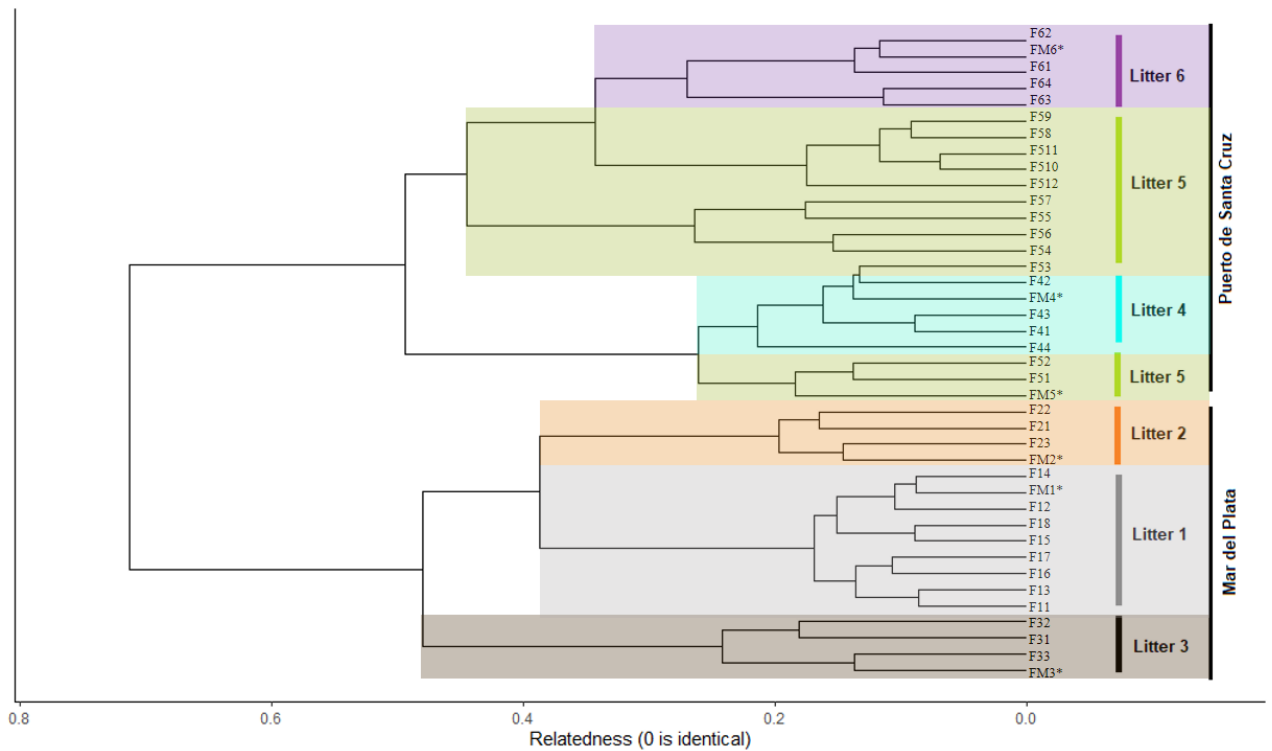 F62
FM6*
F61
F64
F63
Litter 6
F59
F58
F511
F510
F512
F57
F55
F56
F54
F53
Litter 5
F42
FM4*
F43
F41
F44
Litter 4
F52
F51
FM5*
Litter 5
Puerto de Santa Cruz
F22
F21
F23
FM2*
Litter 2
F14
FM1*
F12
F18
F15
F17
F16
F13
F11
Litter 1
F32
F31
F33
FM3*
Litter 3
Mar del Plata
0.8 0.6 0.4 0.2 0.0
Relatedness (0 is identical)